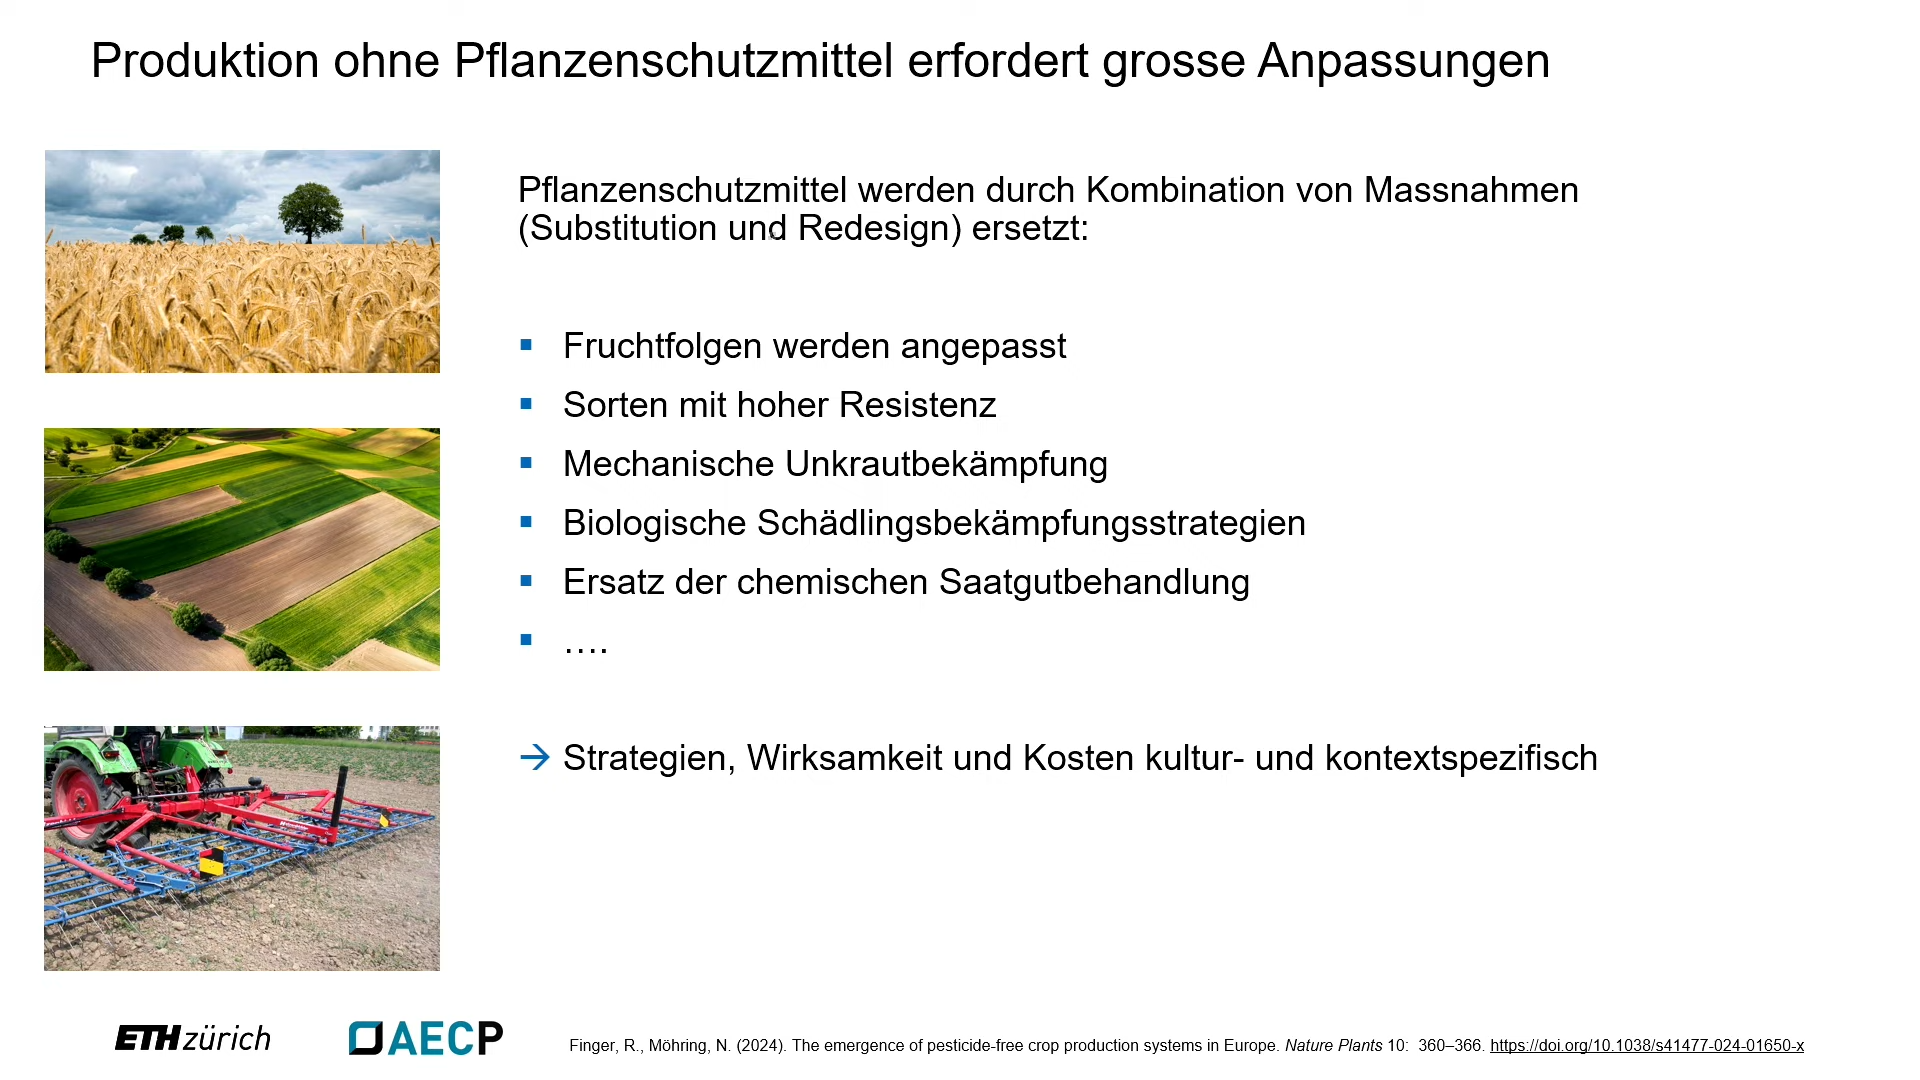 Produktion ohne Pflanzenschutzmittel erfordert grosse Anpassungen
Pflanzenschutzmittel werden durch Kombination von Massnahmen
(Substitution und Redesign) ersetzt:
▪ Fruchtfolgen werden angepasst
▪ Sorten mit hoher Resistenz
▪ Mechanische Unkrautbekämpfung
▪ Biologische Schädlingsbekämpfungsstrategien
▪ Ersatz der chemischen Saatgutbehandlung
▪ ….
→ Strategien, Wirksamkeit und Kosten kultur- und kontextspezifisch
ETH zürich
AECP
Finger, R., Möhring, N. (2024). The emergence of pesticide-free crop production systems in Europe. Nature Plants 10: 360–366. https://doi.org/10.1038/s41477-024-01650-x